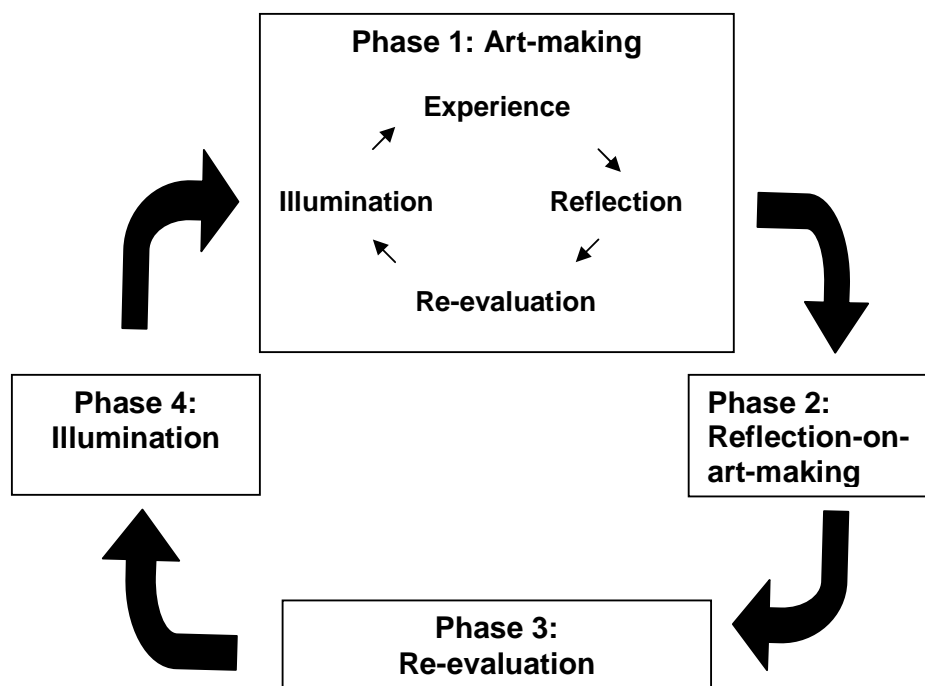 Phase 1: Art-making
Experience
Illumination
Reflection
Re-evaluation
Phase 4:
Illumination
Phase 2:
Reflection-on-
art-making
Phase 3:
Re-evaluation